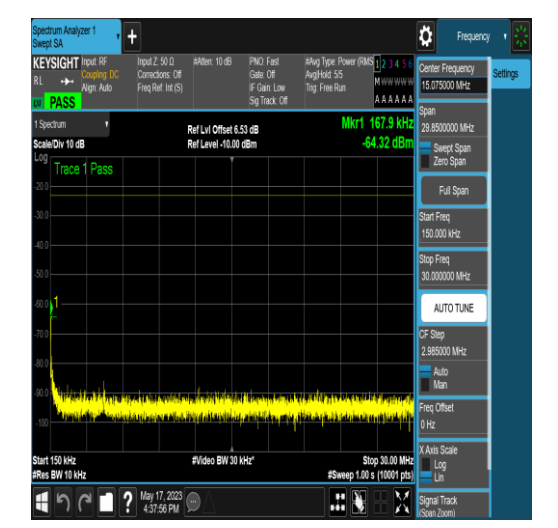 Spectrum Analyzer 1
Swept SA
+
Frequency
KEYSIGHT
RL
PASS
Input: RF
Coupling: DC
Align: Auto
Input Z: 50 Ω
Corrections: Off
Freq Ref: Int (S)
#Atten: 10 dB
PNO: Fast
Gate: Off
IF Gain: Low
Sig Track: Off
#Avg Type: Power (RMS
Avg|Hold: 5/5
Trig: Free Run
1 2 3 4 5 6
M W W W W W
A A A A A A
1 Spectrum
Scale/Div 10 dB
Ref Lvl Offset 6.53 dB
Ref Level -10.00 dBm
Mkr1 167.9 kHz
-64.32 dBm
Log
Trace 1 Pass
-20.0
-30.0
-40.0
-50.0
-60.0
1
-70.0
-80.0
-90.0
-100
Start 150 kHz
#Res BW 10 kHz
#Video BW 30 kHz*
Stop 30.00 MHz
#Sweep 1.00 s (10001 pts)
May 17, 2023
4:37:56 PM
?
Center Frequency
15.075000 MHz
Settings
Span
29.8500000 MHz
Swept Span
Zero Span
Full Span
Start Freq
150.000 kHz
Stop Freq
30.000000 MHz
AUTO TUNE
CF Step
2.985000 MHz
Auto
Man
Freq Offset
0 Hz
X Axis Scale
Log
Lin
Signal Track
(Span Zoom)